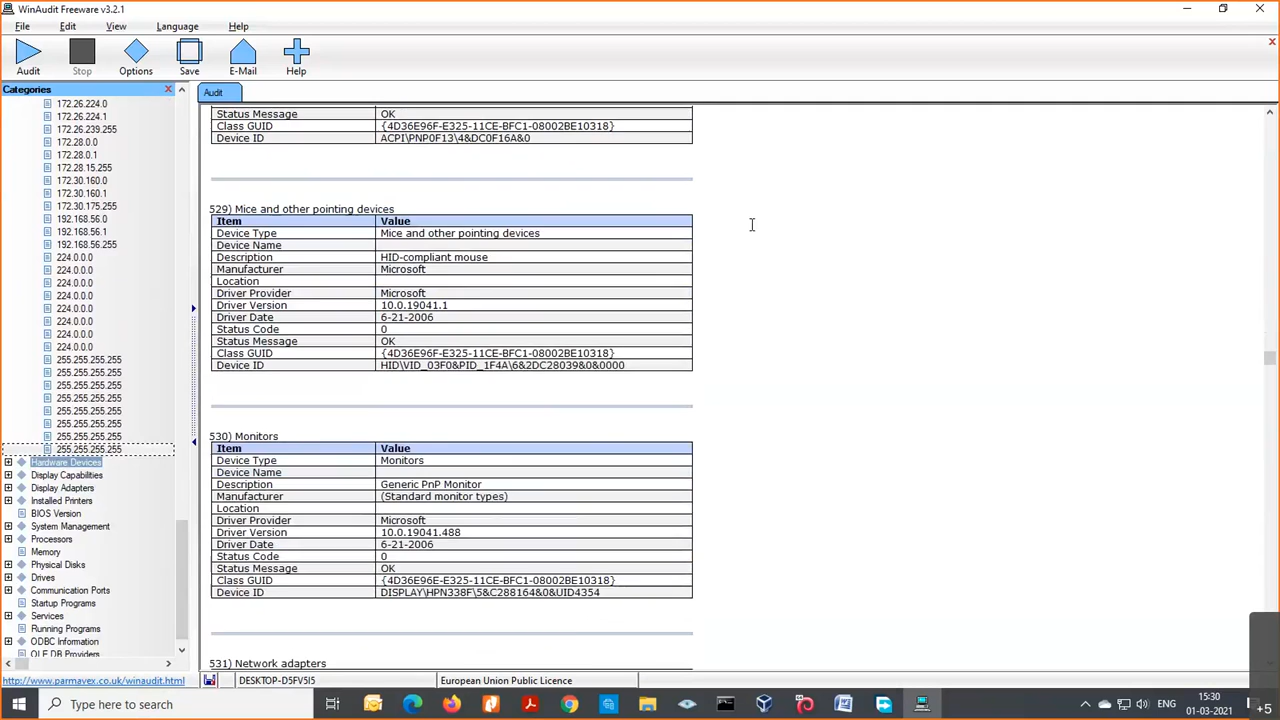 WinAudit Freeware v3.2.1
File Edit View Language Help
Audit Stop Options Save E-Mail Help
Categories
172.26.224.0
172.26.224.1
172.26.239.255
172.28.0.0
172.28.0.1
172.28.15.255
172.30.160.0
172.30.160.1
172.30.175.255
192.168.56.0
192.168.56.1
192.168.56.255
224.0.0.0
224.0.0.0
224.0.0.0
224.0.0.0
224.0.0.0
224.0.0.0
224.0.0.0
224.0.0.0
255.255.255.255
255.255.255.255
255.255.255.255
255.255.255.255
255.255.255.255
255.255.255.255
255.255.255.255
255.255.255.255
Hardware Devices
Display Capabilities
Display Adapters
Installed Printers
BIOS Version
System Management
Processors
Memory
Physical Disks
Drives
Communication Ports
Startup Programs
Services
Running Programs
ODBC Information
OLE DB Providers
Audit
Status Message OK
Class GUID {4D36E96F-E325-11CE-BFC1-08002BE10318}
Device ID ACPI\PNP0F13\4&DC0F16A&0
529) Mice and other pointing devices
Item Value
Device Type Mice and other pointing devices
Device Name
Description HID-compliant mouse
Manufacturer Microsoft
Location
Driver Provider Microsoft
Driver Version 10.0.19041.1
Driver Date 6-21-2006
Status Code 0
Status Message OK
Class GUID {4D36E96F-E325-11CE-BFC1-08002BE10318}
Device ID HID\VID_03F0&PID_1F4A\6&2DC28039&0&0000
530) Monitors
Item Value
Device Type Monitors
Device Name
Description Generic PnP Monitor
Manufacturer (Standard monitor types)
Location
Driver Provider Microsoft
Driver Version 10.0.19041.488
Driver Date 6-21-2006
Status Code 0
Status Message OK
Class GUID {4D36E96E-E325-11CE-BFC1-08002BE10318}
Device ID DISPLAY\HPN338F\5&C288164&0&UID4354
531) Network adapters
http://www.parmavex.co.uk/winaudit.html DESKTOP-D5FV5I5 European Union Public Licence
Type here to search
ENG
15:30
01-03-2021
+5